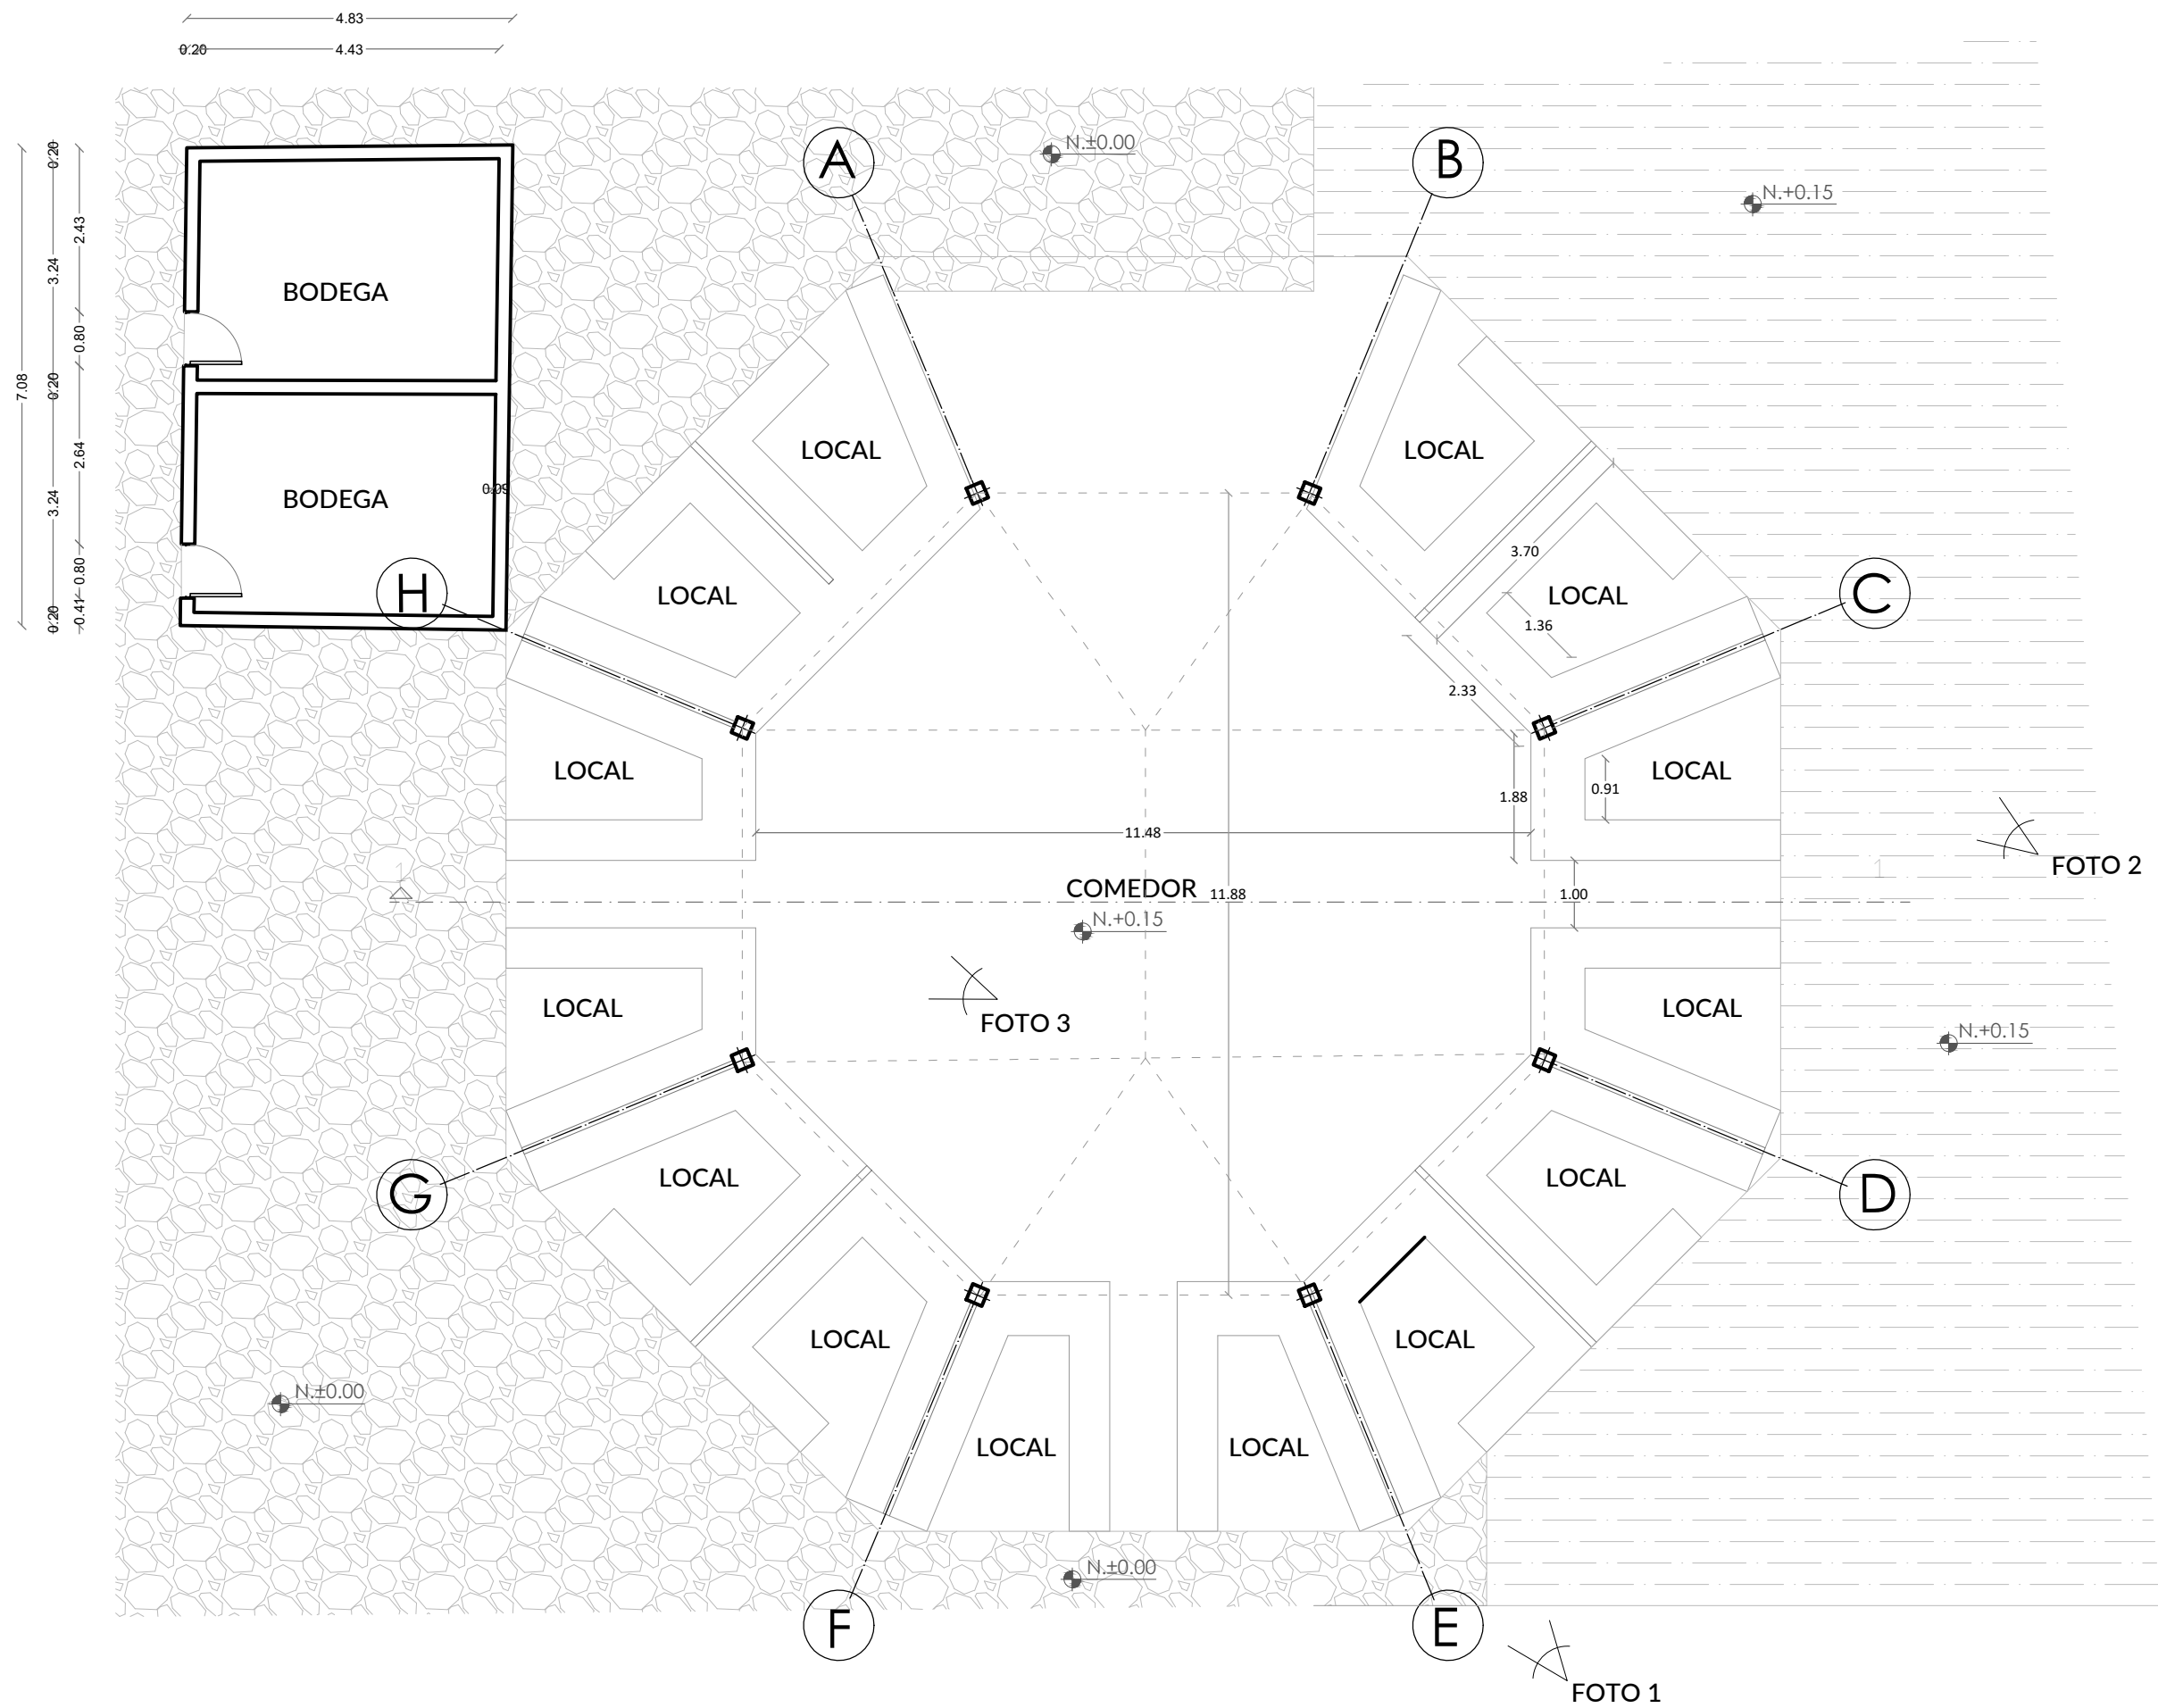 4.83
0.20
4.43
A
B
N.±0.00
N.+0.15
0.20
2.43
3.24
BODEGA
0.80
7.08
0.20
LOCAL
LOCAL
2.64
3.24
BODEGA
0.09
3.70
0.80
H
LOCAL
LOCAL
C
0.41
0.20
1.36
2.33
LOCAL
LOCAL
0.91
1.88
11.48
FOTO 2
1
1
COMEDOR
11.88
1.00
N.+0.15
LOCAL
LOCAL
FOTO 3
N.+0.15
LOCAL
LOCAL
G
D
LOCAL
LOCAL
N.±0.00
LOCAL
LOCAL
N.±0.00
F
E
FOTO 1